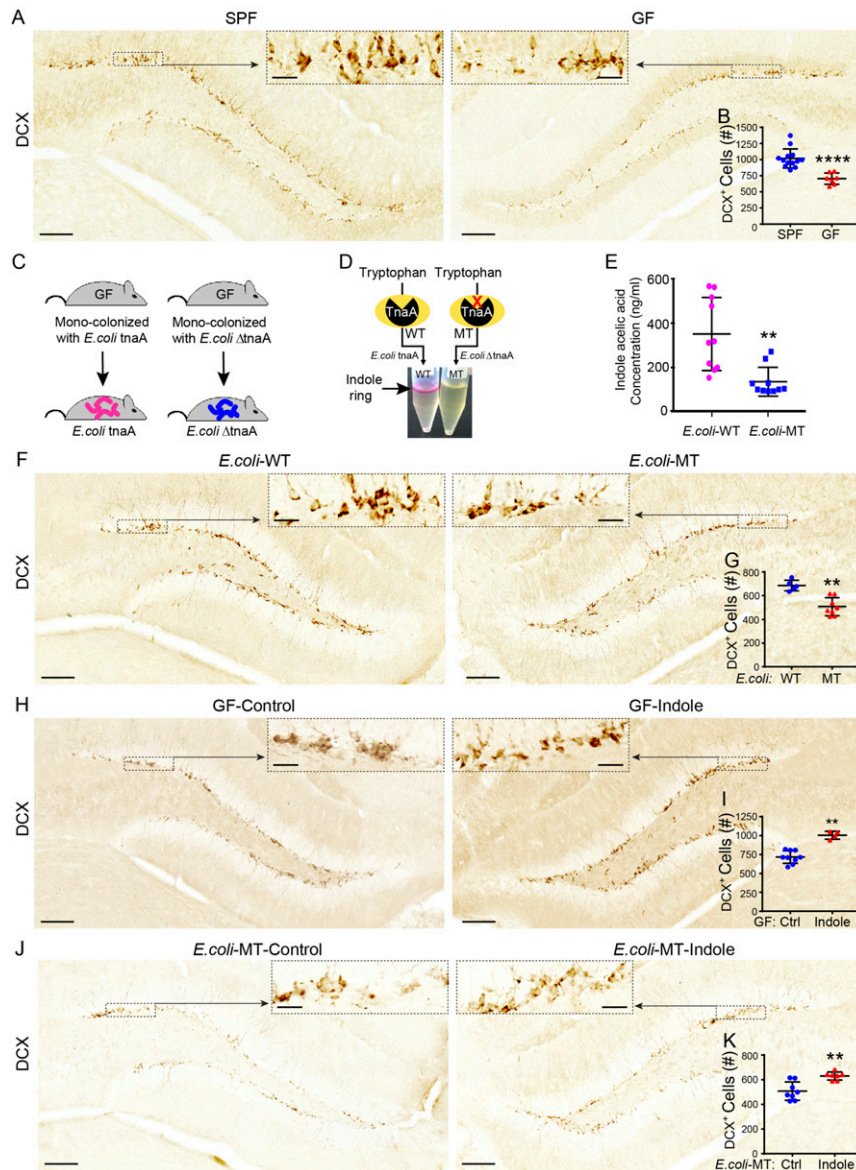 A
SPF
GF
DCX
B
DCX+ Cells (#)
1500
1250
1000
750
500
250
0
****
SPF
GF
C
GF
GF
Mono-colonized
with E.coli tnaA
Mono-colonized
with E.coli ΔtnaA
E.coli tnaA
E.coli ΔtnaA
D
Tryptophan
Tryptophan
TnaA
TnaA
X
WT
MT
E.coli tnaA
E.coli ΔtnaA
Indole
ring
WT
MT
E
Indole acelic acid
Concentration (ng/ml)
600
400
200
0
**
E.coli-WT
E.coli-MT
F
E.coli-WT
E.coli-MT
DCX
G
DCX+ Cells (#)
800
600
400
200
0
**
E.coli: WT MT
H
GF-Control
GF-Indole
DCX
I
DCX+ Cells (#)
1500
1250
1000
750
500
250
0
**
GF: Ctrl Indole
J
E.coli-MT-Control
E.coli-MT-Indole
DCX
K
DCX+ Cells (#)
800
600
400
200
0
**
E.coli-MT: Ctrl Indole